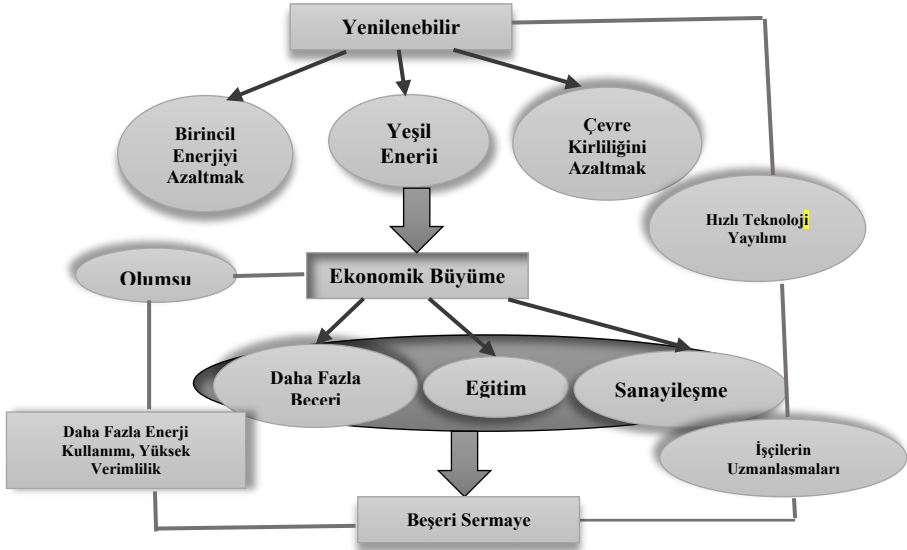 Yenilenebilir
Birincil
Enerjiyi
Azaltmak
Yeşil
Enerji
Çevre
Kirliliğini
Azaltmak
Hızlı Teknoloji
Yayılımı
Olumsu
Ekonomik Büyüme
Daha Fazla
Beceri
Eğitim
Sanayileşme
Daha Fazla Enerji
Kullanımı, Yüksek
Verimlilik
İşçilerin
Uzmanlaşmaları
Beşeri Sermaye